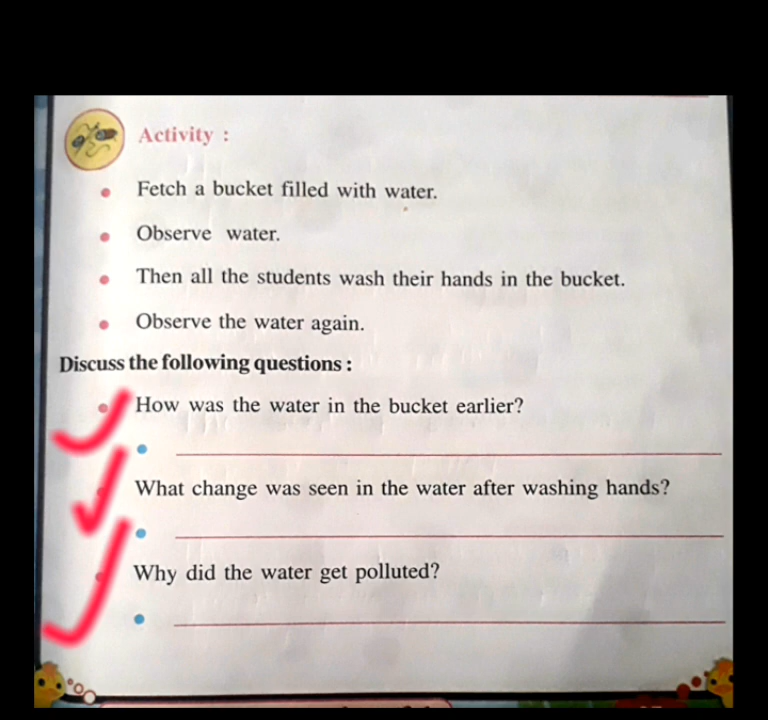 Activity :
Fetch a bucket filled with water.
Observe water.
Then all the students wash their hands in the bucket.
Observe the water again.
Discuss the following questions :
How was the water in the bucket earlier?
What change was seen in the water after washing hands?
Why did the water get polluted?